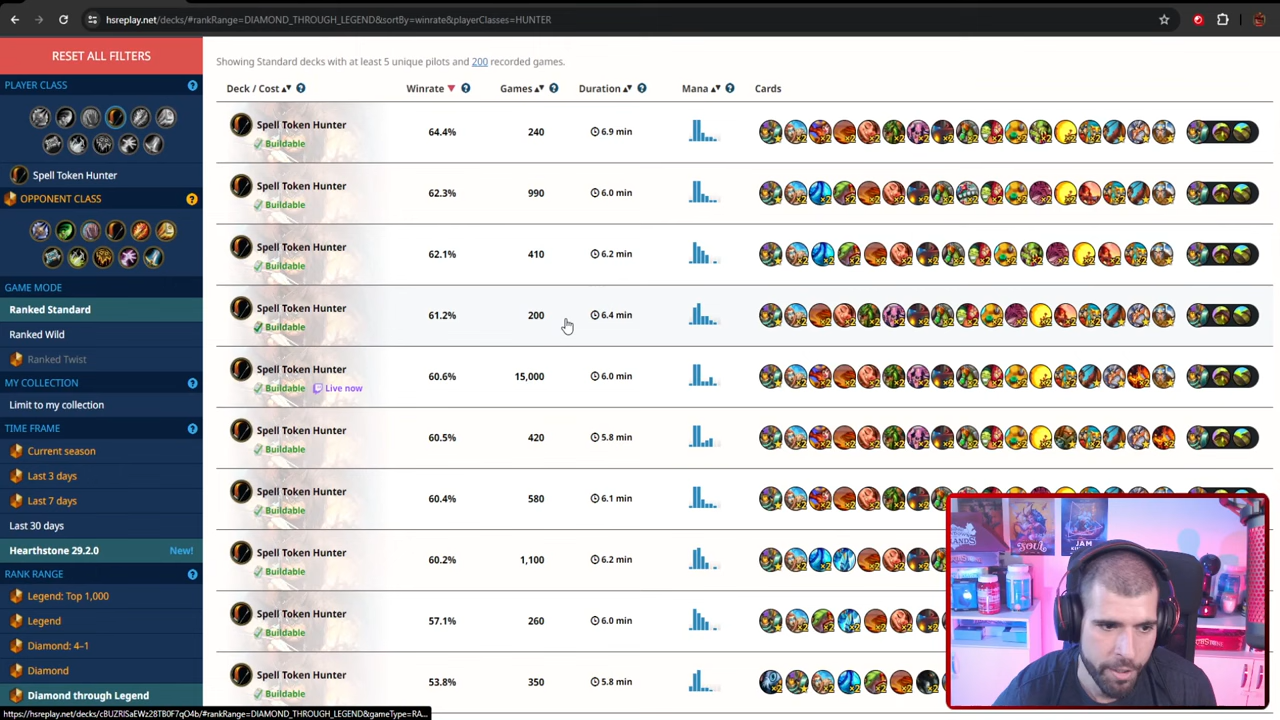 hsreplay.net/decks/#rankRange=DIAMOND_THROUGH_LEGEND&sortBy=winrate&playerClasses=HUNTER
RESET ALL FILTERS
PLAYER CLASS
Spell Token Hunter
OPPONENT CLASS
GAME MODE
Ranked Standard
Ranked Wild
Ranked Twist
MY COLLECTION
Limit to my collection
TIME FRAME
Current season
Last 3 days
Last 7 days
Last 30 days
Hearthstone 29.2.0 New!
RANK RANGE
Legend: Top 1,000
Legend
Diamond: 4–1
Diamond
Diamond through Legend
Showing Standard decks with at least 5 unique pilots and 200 recorded games.
Deck / Cost Winrate Games Duration Mana Cards
Spell Token Hunter 64.4% 240 6.9 min
Buildable
Spell Token Hunter 62.3% 990 6.0 min
Buildable
Spell Token Hunter 62.1% 410 6.2 min
Buildable
Spell Token Hunter 61.2% 200 6.4 min
Buildable
Spell Token Hunter 60.6% 15,000 6.0 min
Buildable Live now
Spell Token Hunter 60.5% 420 5.8 min
Buildable
Spell Token Hunter 60.4% 580 6.1 min
Buildable
Spell Token Hunter 60.2% 1,100 6.2 min
Buildable
Spell Token Hunter 57.1% 260 6.0 min
Buildable
Spell Token Hunter 53.8% 350 5.8 min
Buildable
SOUL
JAM